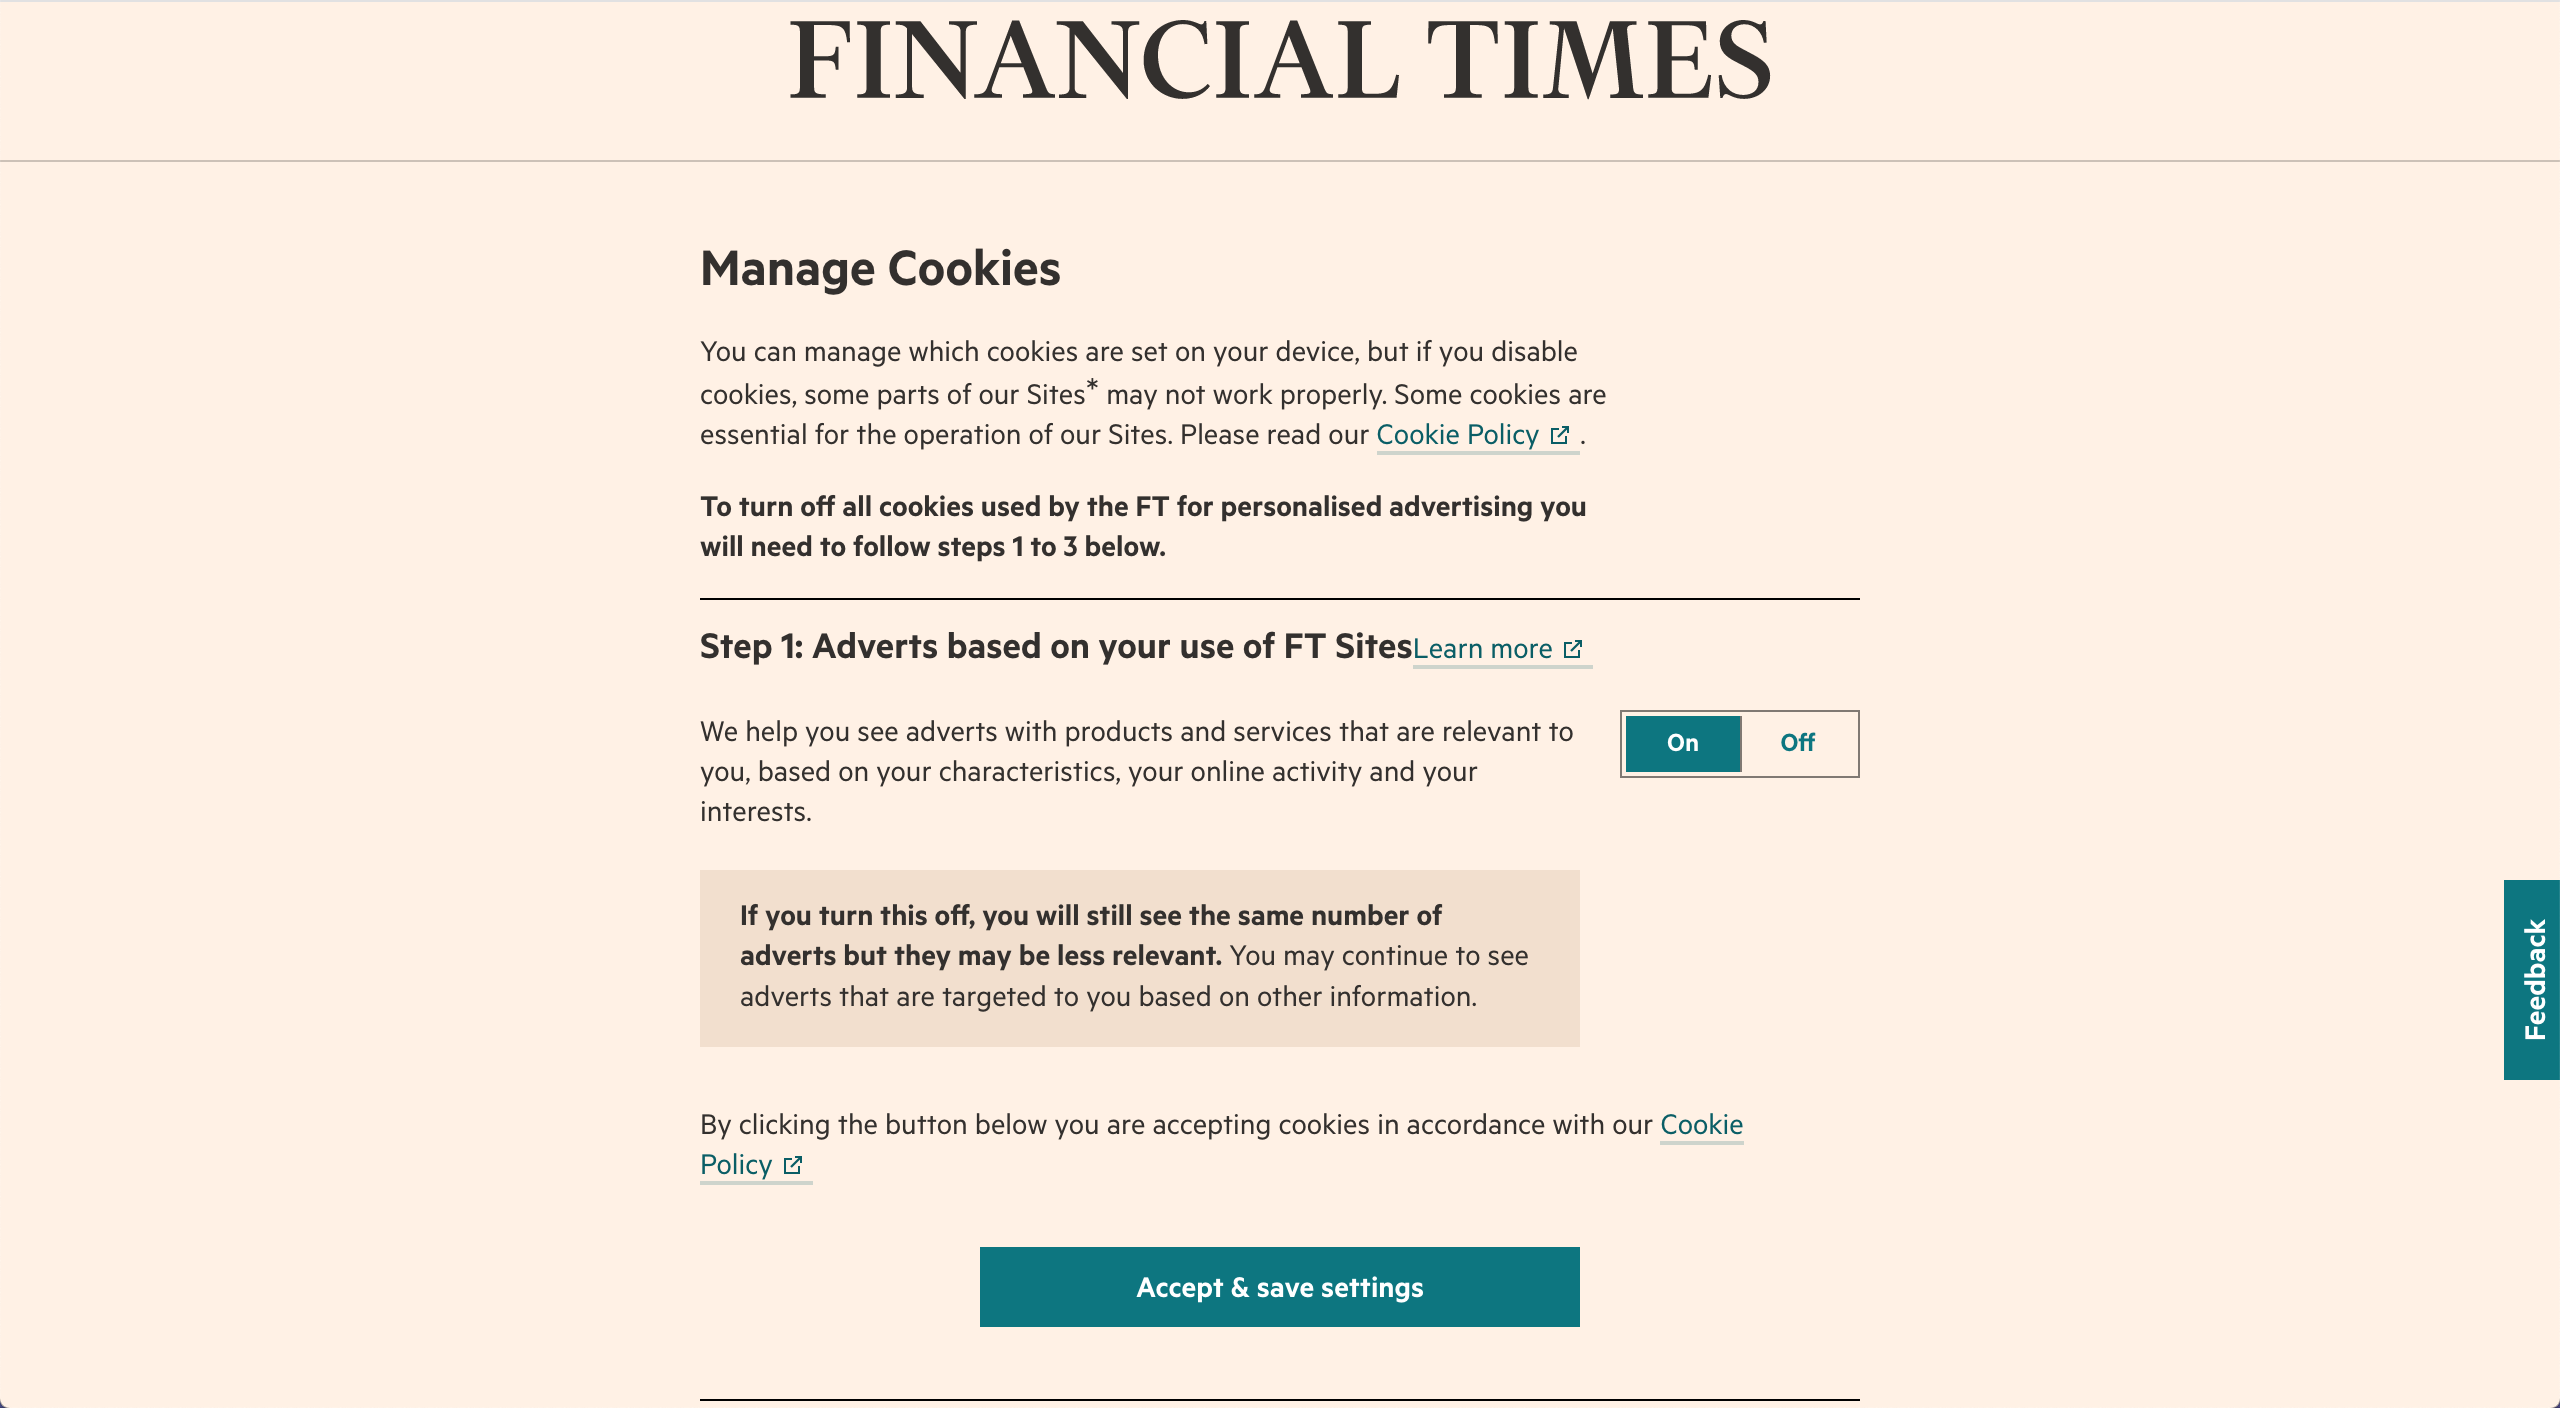 FINANCIAL TIMES
Manage Cookies
You can manage which cookies are set on your device, but if you disable
cookies, some parts of our Sites* may not work properly. Some cookies are
essential for the operation of our Sites. Please read our Cookie Policy .
To turn off all cookies used by the FT for personalised advertising you
will need to follow steps 1 to 3 below.
Step 1: Adverts based on your use of FT SitesLearn more
We help you see adverts with products and services that are relevant to
you, based on your characteristics, your online activity and your
interests.
On Off
If you turn this off, you will still see the same number of
adverts but they may be less relevant. You may continue to see
adverts that are targeted to you based on other information.
By clicking the button below you are accepting cookies in accordance with our Cookie
Policy
Accept & save settings
Feedback